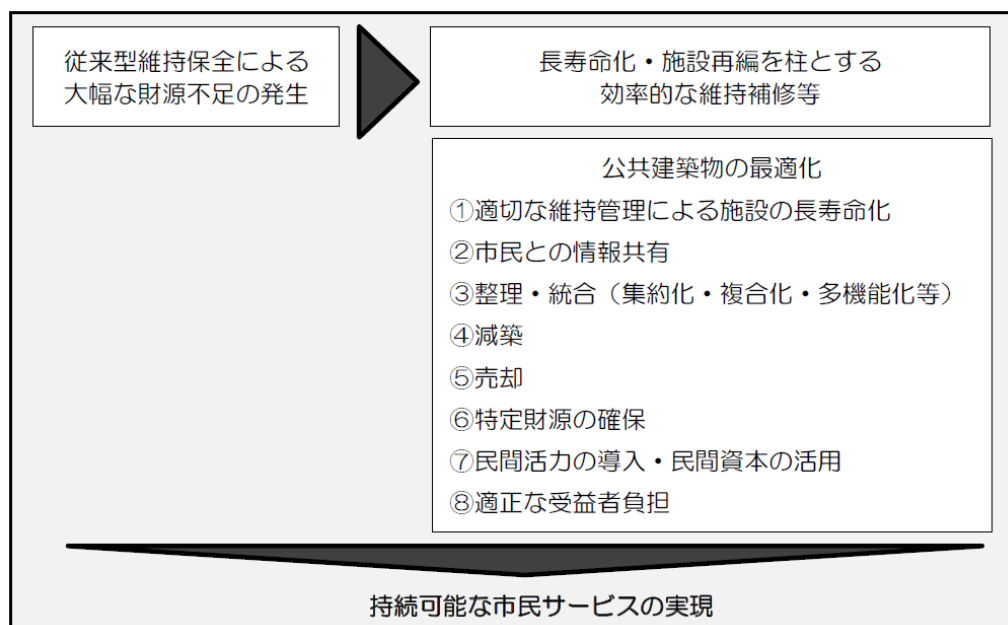 従来型維持保全による
大幅な財源不足の発生
長寿命化・施設再編を柱とする
効率的な維持補修等
公共建築物の最適化
①適切な維持管理による施設の長寿命化
②市民との情報共有
③整理・統合（集約化・複合化・多機能化等）
④減築
⑤売却
⑥特定財源の確保
⑦民間活力の導入・民間資本の活用
⑧適正な受益者負担
持続可能な市民サービスの実現